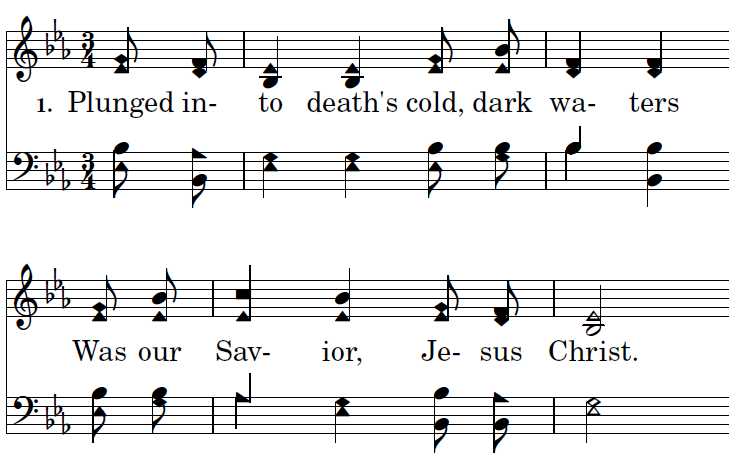 1. Plunged in- to death's cold, dark wa- ters
Was our Sav- ior, Je- sus Christ.